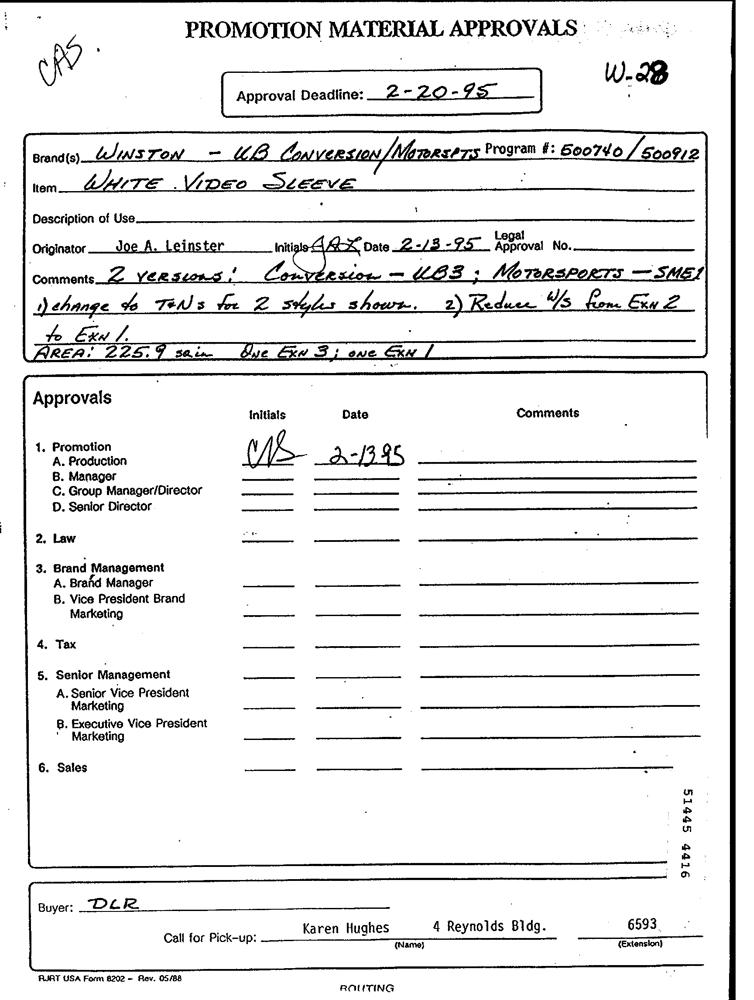 PROMOTION MATERIAL APPROVALS
CAS
W-28
Approval Deadline: 2-20-95
Brand(s) WINSTON - UB CONVERSION/MOTORSPTS Program #: 500740/500912
Item WHITE VIDEO SLEEVE
Description of Use
Originator Joe A. Leinster Initials JAL Date 2-13-95 Legal Approval No.
Comments 2 versions: Conversion - UB3; MOTORSPORTS - SME1
1) change to T&N's for 2 styles shown. 2) Reduce W/S from EXN 2
to EXN 1.
AREA: 225.9 sq.in One EXN 3; one EXN 1
Approvals
Initials Date Comments
1. Promotion
A. Production CAS 2-13 95
B. Manager
C. Group Manager/Director
D. Senior Director
2. Law
3. Brand Management
A. Brand Manager
B. Vice President Brand
Marketing
4. Tax
5. Senior Management
A. Senior Vice President
Marketing
B. Executive Vice President
Marketing
6. Sales
51445 4416
Buyer: DLR
Call for Pick-up: Karen Hughes 4 Reynolds Bldg. 6593
(Name) (Extension)
RJRT USA Form 8202 - Rev. 05/88
ROUTING